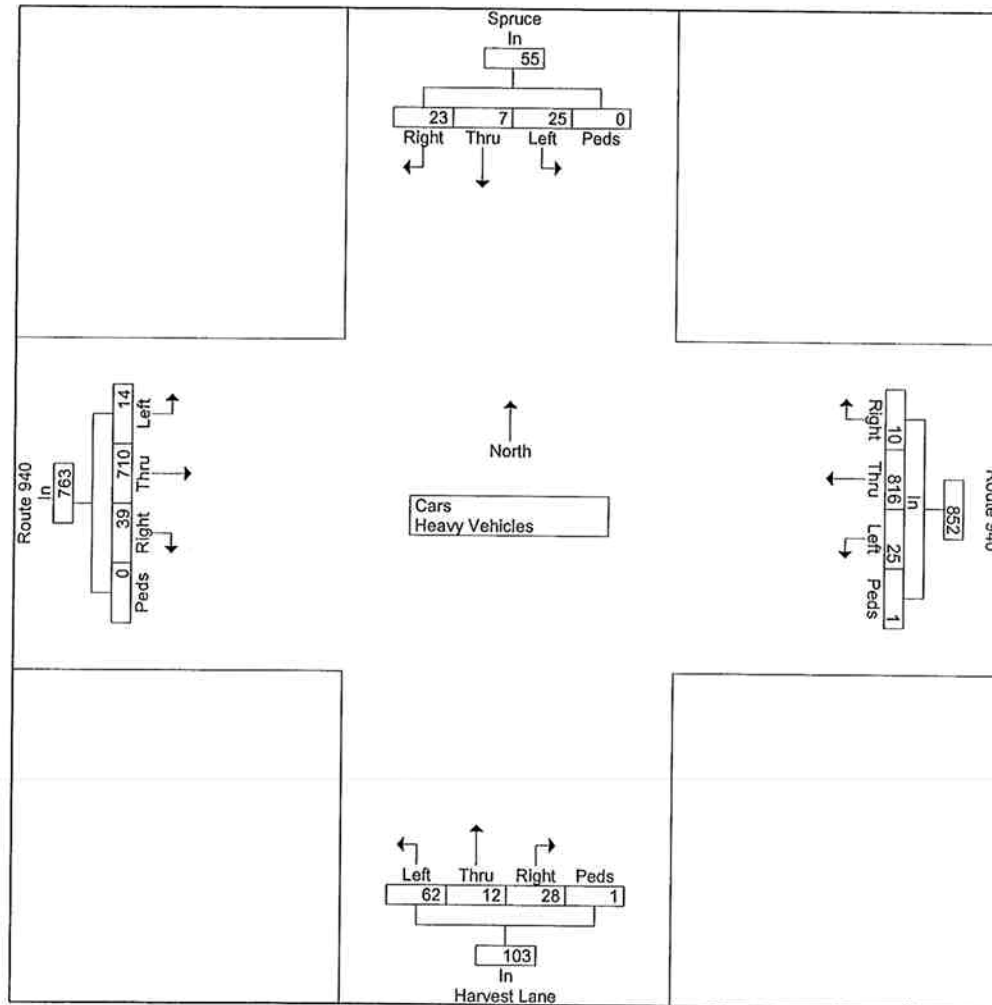 Spruce
In
55
23 7 25 0
Right Thru Left Peds
Route 940
In
763
14 710 39 0
Left Thru Right Peds
North
Cars
Heavy Vehicles
Right Thru Left Peds
10 816 25 1
In
852
Route 940
Left Thru Right Peds
62 12 28 1
103
In
Harvest Lane